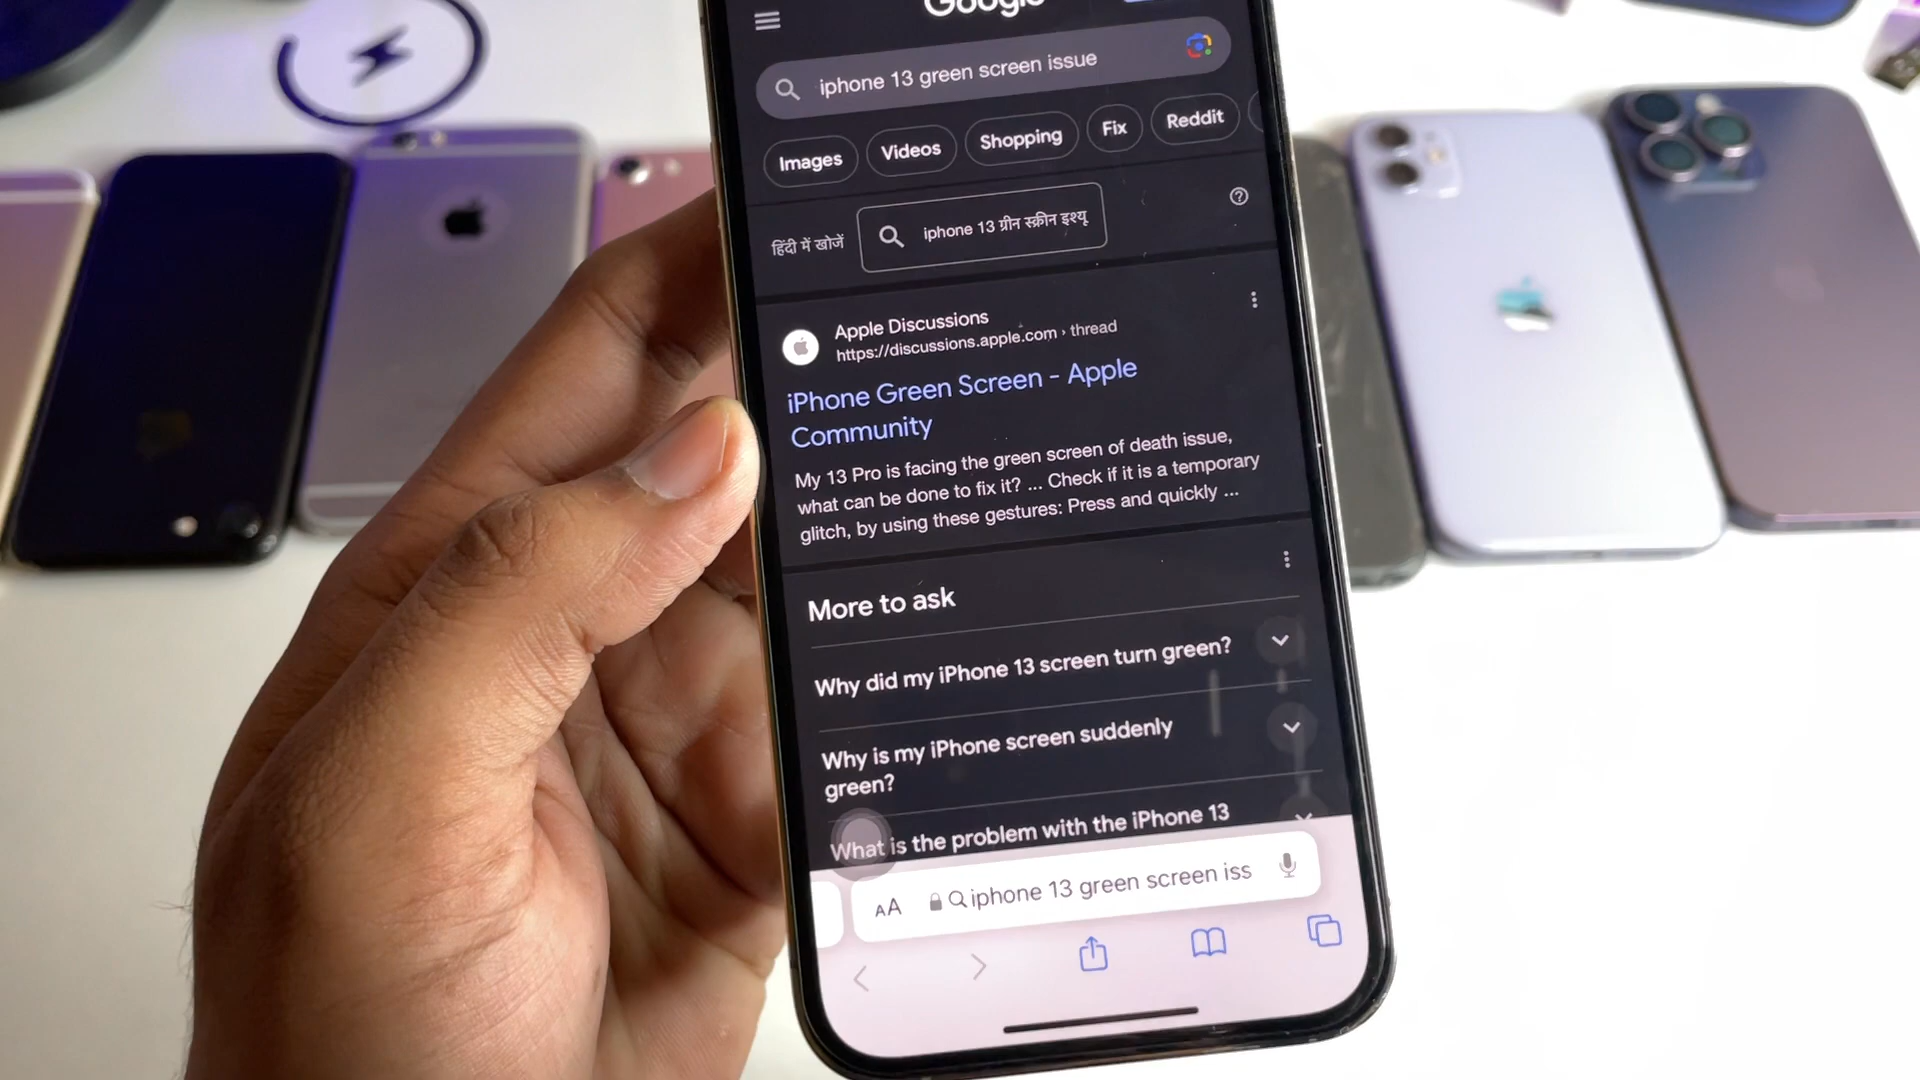 Google
iphone 13 green screen issue
Images Videos Shopping Fix Reddit
हिंदी में खोजें iphone 13 ग्रीन स्क्रीन इश्यू
Apple Discussions
https://discussions.apple.com › thread
iPhone Green Screen - Apple
Community
My 13 Pro is facing the green screen of death issue,
what can be done to fix it? ... Check if it is a temporary
glitch, by using these gestures: Press and quickly ...
More to ask
Why did my iPhone 13 screen turn green?
Why is my iPhone screen suddenly
green?
What is the problem with the iPhone 13
AA iphone 13 green screen iss